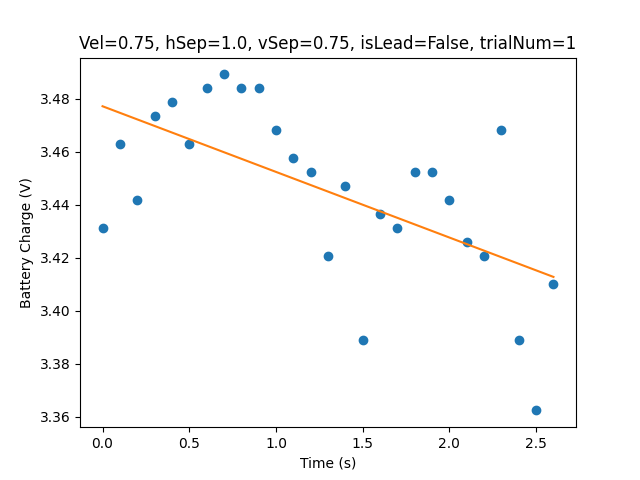 Vel=0.75, hSep=1.0, vSep=0.75, isLead=False, trialNum=1
Battery Charge (V)
3.48
3.46
3.44
3.42
3.40
3.38
3.36
0.0 0.5 1.0 1.5 2.0 2.5
Time (s)